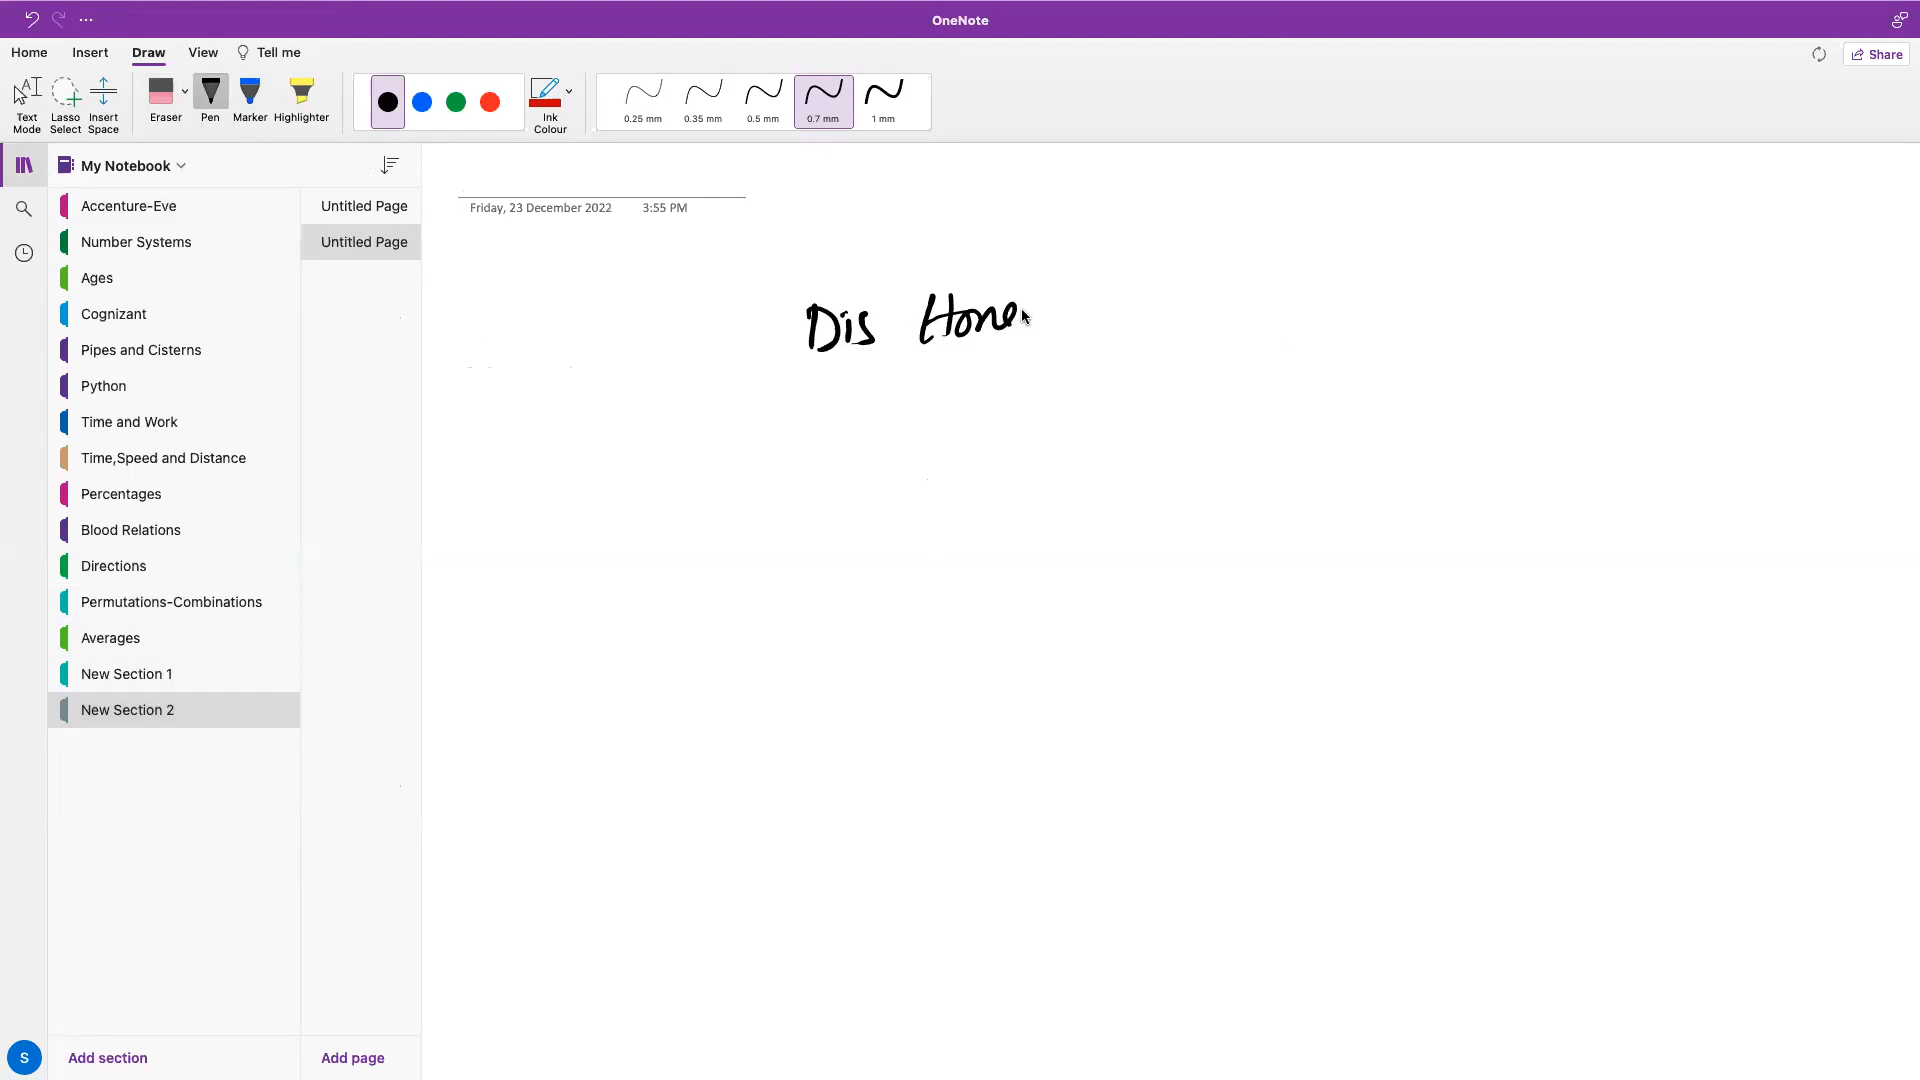 OneNote
Home Insert Draw View Tell me
Share
Text Mode
Lasso Select
Insert Space
Eraser
Pen
Marker
Highlighter
Ink Colour
0.25 mm
0.35 mm
0.5 mm
0.7 mm
1 mm
My Notebook
Accenture-Eve
Number Systems
Ages
Cognizant
Pipes and Cisterns
Python
Time and Work
Time,Speed and Distance
Percentages
Blood Relations
Directions
Permutations-Combinations
Averages
New Section 1
New Section 2
Untitled Page
Untitled Page
Friday, 23 December 2022 3:55 PM
Dis Hone
S
Add section
Add page